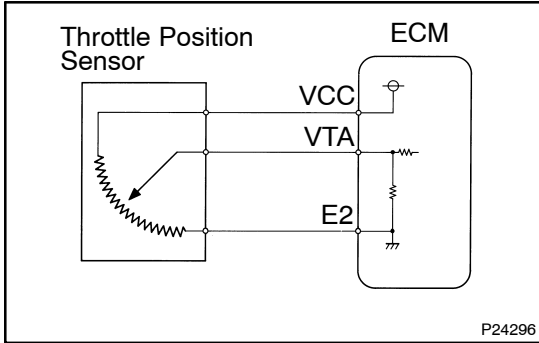 Throttle Position
Sensor
ECM
VCC
VTA
E2
P24296